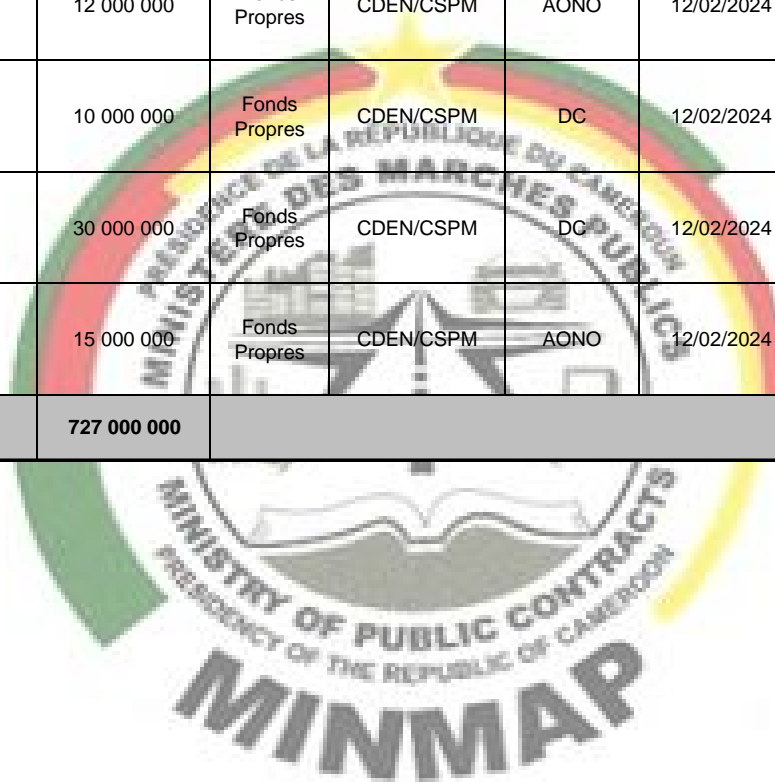 12 000 000 Propres CDEN/CSPM AONO 12/02/2024
10 000 000 Fonds Propres CDEN/CSPM DC 12/02/2024
30 000 000 Fonds Propres CDEN/CSPM DC 12/02/2024
15 000 000 Fonds Propres CDEN/CSPM AONO 12/02/2024
727 000 000
PRESIDENCE DE LA REPUBLIQUE DU CAMEROUN
MINISTERE DES MARCHES PUBLICS
MINISTRY OF PUBLIC CONTRACTS
PRESIDENCY OF THE REPUBLIC OF CAMEROON
MINMAP